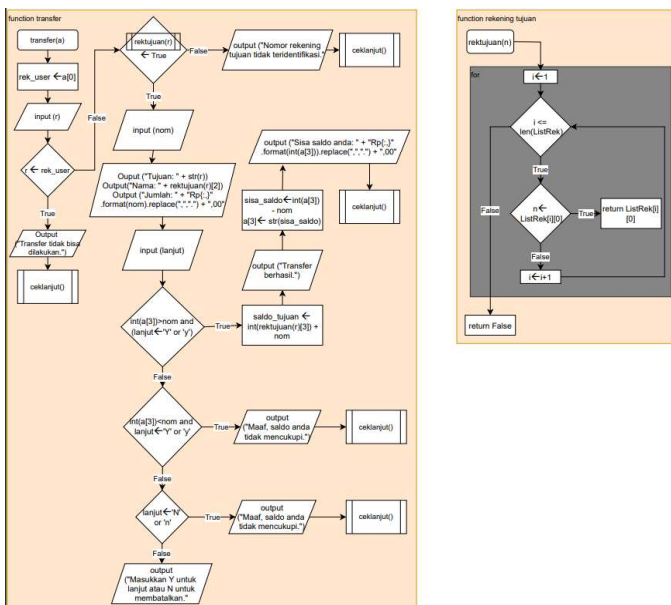 function transfer
transfer(a)
rek_user ←a[0]
input (r)
r ← rek_user
False
True
Output
("Transfer tidak bisa
dilakukan.")
ceklanjut()
rektujuan(r)
← True
False
output ("Nomor rekening
tujuan tidak teridentifikasi."
ceklanjut()
True
input (nom)
Ouput ("Tujuan: " + str(r))
Output("Nama: " + rektujuan(r)[2])
Output ("Jumlah: " + "Rp{:,}"
.format(nom).replace(",",".") + ",00"
input (lanjut)
int(a[3])>nom and
(lanjut←'Y' or 'y')
True
saldo_tujuan ←
int(rektujuan(r)[3]) +
nom
output ("Transfer
berhasil.")
sisa_saldo←int(a[3])
- nom
a[3]← str(sisa_saldo)
output ("Sisa saldo anda: " + "Rp{:,}"
.format(int(a[3])).replace(",",".") + ",00"
ceklanjut()
False
int(a[3])<nom and
lanjut←'Y' or 'y'
True
output
("Maaf, saldo anda
tidak mencukupi.")
ceklanjut()
False
lanjut←'N'
or 'n'
True
output
("Maaf, saldo anda
tidak mencukupi.")
ceklanjut()
False
output
("Masukkan Y untuk
lanjut atau N untuk
membatalkan."
function rekening tujuan
rektujuan(n)
for
i←1
i <=
len(ListRek)
True
False
n←
ListRek[i][0]
True
return ListRek[i]
[0]
False
i←i+1
return False